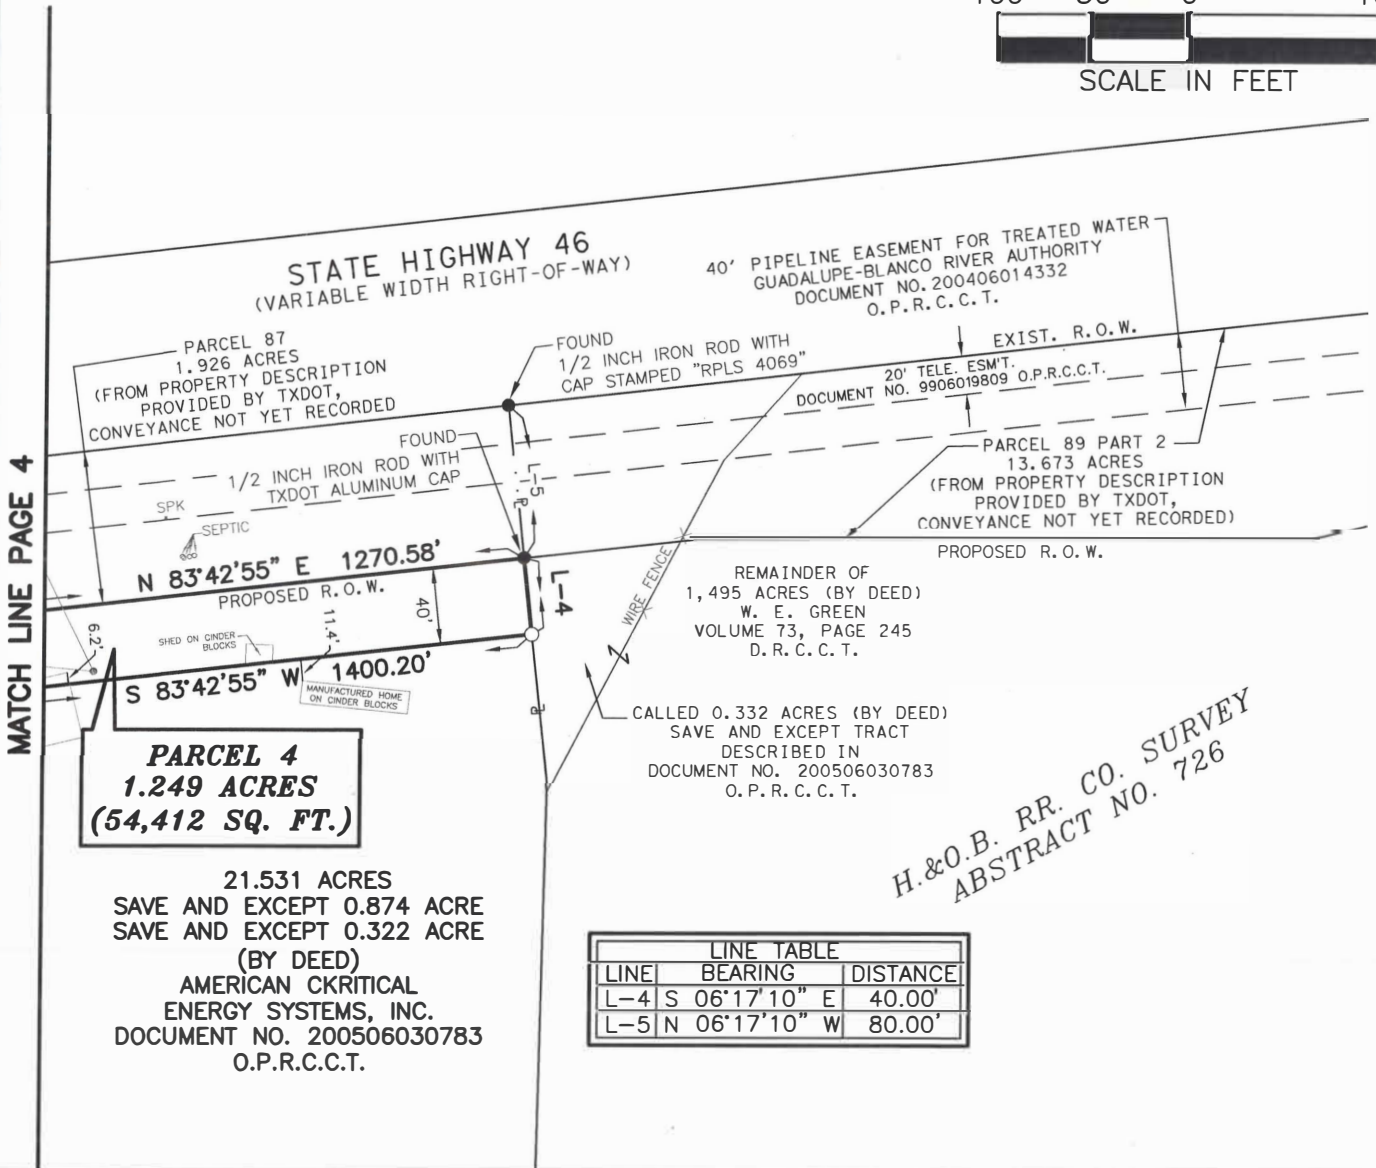 SCALE IN FEET
STATE HIGHWAY 46
(VARIABLE WIDTH RIGHT-OF-WAY)
40' PIPELINE EASEMENT FOR TREATED WATER
GUADALUPE-BLANCO RIVER AUTHORITY
DOCUMENT NO. 200406014332
O.P.R.C.C.T.
PARCEL 87
1.926 ACRES
(FROM PROPERTY DESCRIPTION
PROVIDED BY TXDOT,
CONVEYANCE NOT YET RECORDED
FOUND
1/2 INCH IRON ROD WITH
CAP STAMPED "RPLS 4069"
EXIST. R.O.W.
20' TELE. ESM'T.
DOCUMENT NO. 9906019809 O.P.R.C.C.T.
FOUND
1/2 INCH IRON ROD WITH
TXDOT ALUMINUM CAP
L-5
PARCEL 89 PART 2
13.673 ACRES
(FROM PROPERTY DESCRIPTION
PROVIDED BY TXDOT,
CONVEYANCE NOT YET RECORDED)
PROPOSED R.O.W.
SPK
SEPTIC
MATCH LINE PAGE 4
N 83°42'55" E 1270.58'
PROPOSED R.O.W.
40'
L-4
WIRE FENCE
6.2'
SHED ON CINDER
BLOCKS
11.4'
S 83°42'55" W 1400.20'
MANUFACTURED HOME
ON CINDER BLOCKS
REMAINDER OF
1,495 ACRES (BY DEED)
W. E. GREEN
VOLUME 73, PAGE 245
D.R.C.C.T.
CALLED 0.332 ACRES (BY DEED)
SAVE AND EXCEPT TRACT
DESCRIBED IN
DOCUMENT NO. 200506030783
O.P.R.C.C.T.
PARCEL 4
1.249 ACRES
(54,412 SQ. FT.)
H.&O.B. RR. CO. SURVEY
ABSTRACT NO. 726
21.531 ACRES
SAVE AND EXCEPT 0.874 ACRE
SAVE AND EXCEPT 0.322 ACRE
(BY DEED)
AMERICAN CKRITICAL
ENERGY SYSTEMS, INC.
DOCUMENT NO. 200506030783
O.P.R.C.C.T.
LINE TABLE
LINE BEARING DISTANCE
L-4 S 06°17'10" E 40.00'
L-5 N 06°17'10" W 80.00'